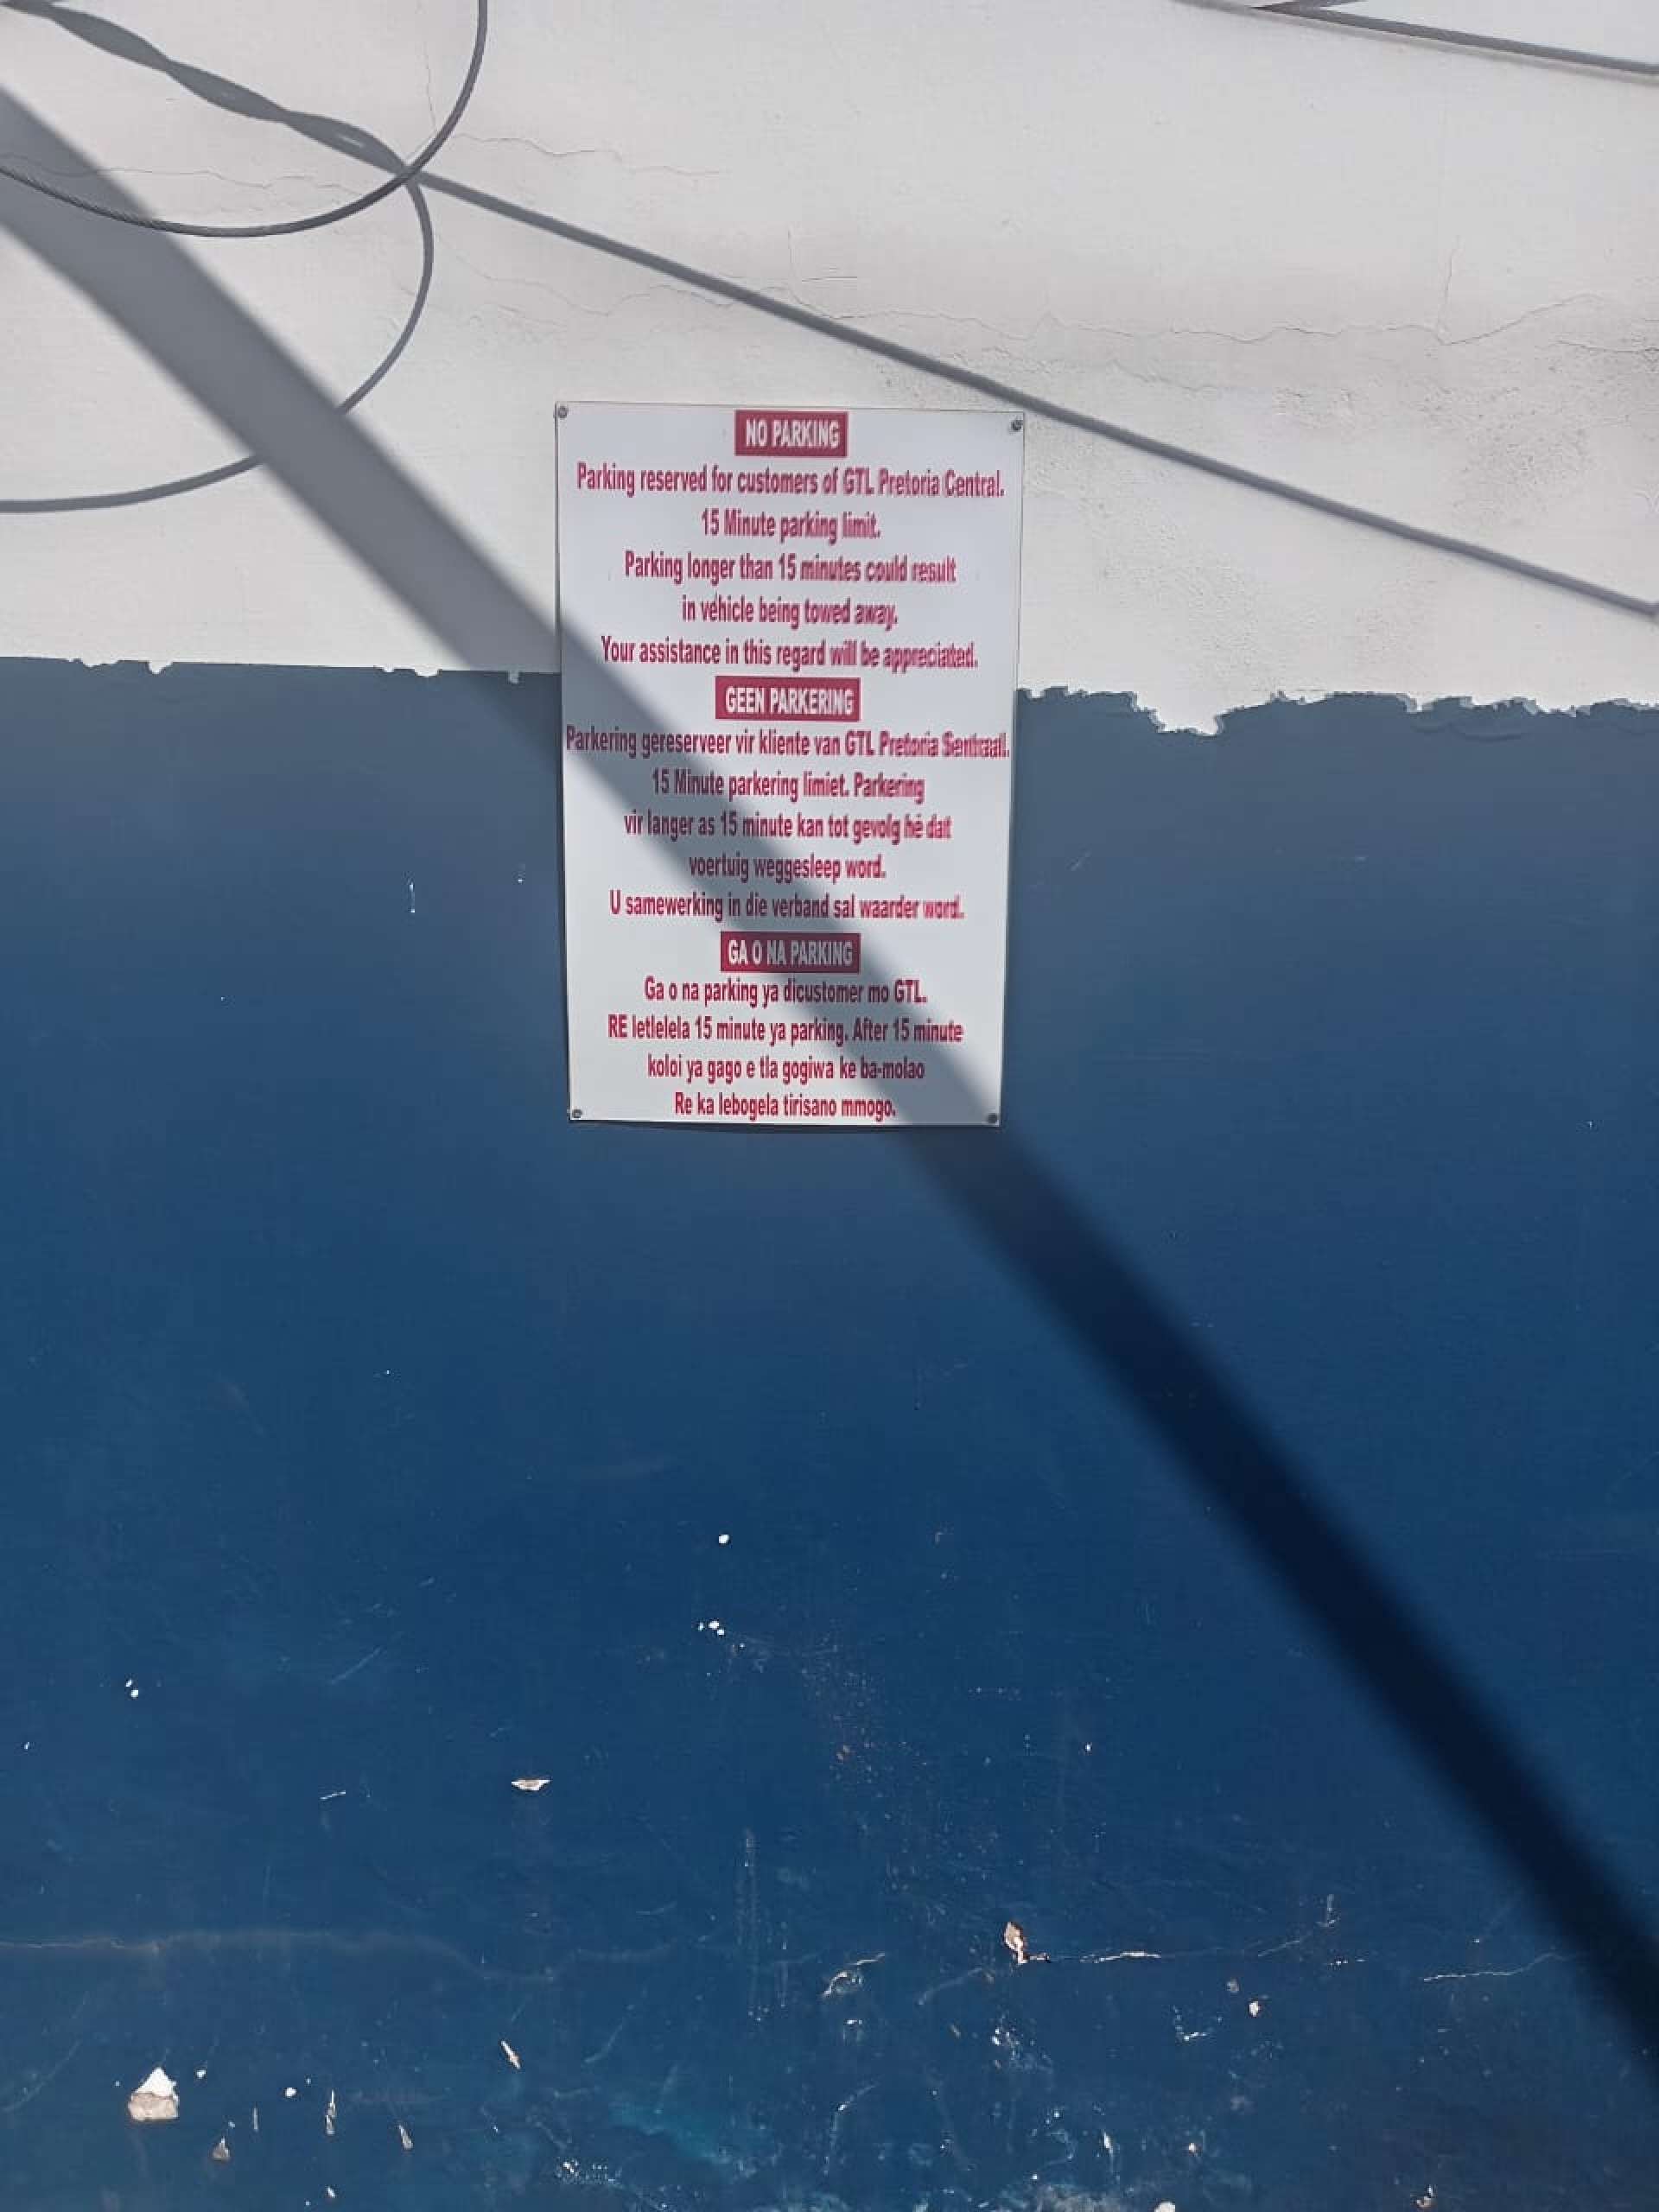 NO PARKING
Parking reserved for customers of GTL Pretoria Central.
15 Minute parking limit.
Parking longer than 15 minutes could result
in vehicle being towed away.
Your assistance in this regard will be appreciated.
GEEN PARKERING
Parkering gereserveer vir kliente van GTL Pretoria Sentraal.
15 Minute parkering limiet. Parkering
vir langer as 15 minute kan tot gevolg hê dat
voertuig weggesleep word.
U samewerking in die verband sal waarder word.
GA O NA PARKING
Ga o na parking ya dicustomer mo GTL.
RE letlelela 15 minute ya parking. After 15 minute
koloi ya gago e tla gogiwa ke ba-molao
Re ka lebogela tirisano mmogo.